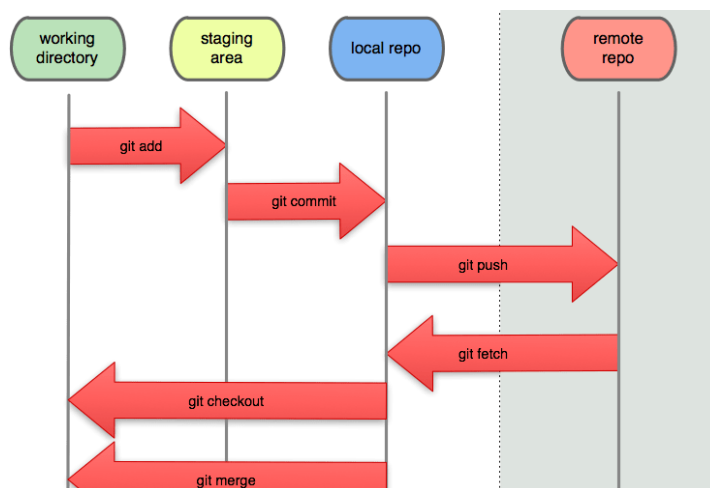 working
directory
staging
area
local repo
remote
repo
git add
git commit
git push
git fetch
git checkout
git merge